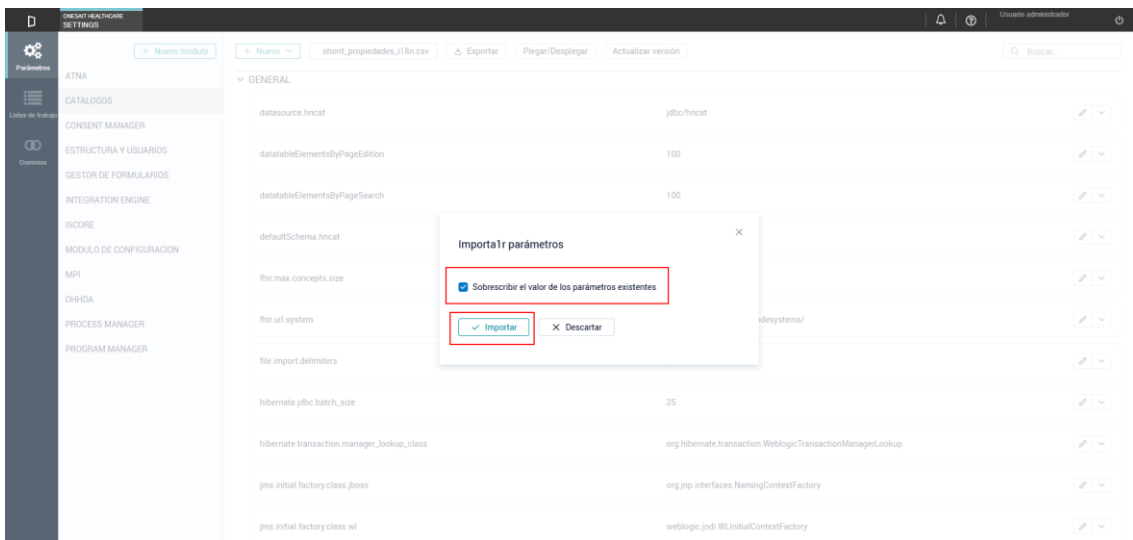 ONESAIT HEALTHCARE
SETTINGS
Usuario administrador
Parámetros
Listas de trabajo
Dominios
+ Nuevo módulo
ATNA
CATALOGOS
CONSENT MANAGER
ESTRUCTURA Y USUARIOS
GESTOR DE FORMULARIOS
INTEGRATION ENGINE
ISCORE
MODULO DE CONFIGURACION
MPI
OHHDA
PROCESS MANAGER
PROGRAM MANAGER
+ Nuevo ohont_propiedades_i18n.csv Exportar Plegar/Desplegar Actualizar versión Buscar...
GENERAL
datasource.hncat jdbc/hncat
datatableElementsByPageEdition 100
datatableElementsByPageSearch 100
defaultSchema.hncat
fhir.max.concepts.size
fhir.url.system desystems/
file.import.delimiters
hibernate.jdbc.batch_size 25
hibernate.transaction.manager_lookup_class org.hibernate.transaction.WeblogicTransactionManagerLookup
jms.initial.factory.class.jboss org.jnp.interfaces.NamingContextFactory
jms.initial.factory.class.wl weblogic.jndi.WLInitialContextFactory
Importa1r parámetros
Sobrescribir el valor de los parámetros existentes
Importar Descartar